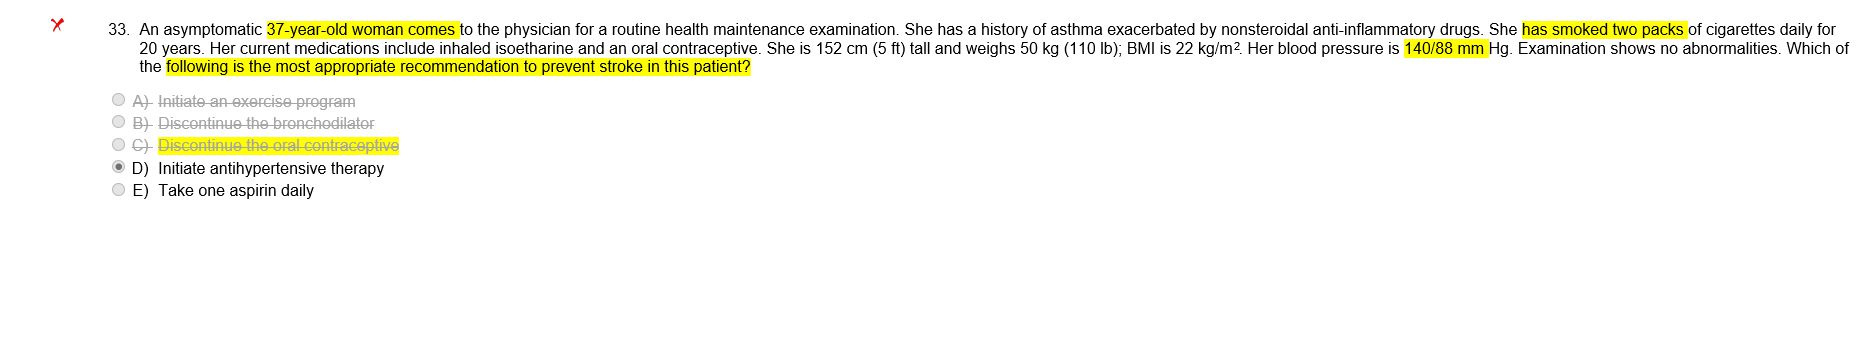 33. An asymptomatic 37-year-old woman comes to the physician for a routine health maintenance examination. She has a history of asthma exacerbated by nonsteroidal anti-inflammatory drugs. She has smoked two packs of cigarettes daily for
20 years. Her current medications include inhaled isoetharine and an oral contraceptive. She is 152 cm (5 ft) tall and weighs 50 kg (110 lb); BMI is 22 kg/m². Her blood pressure is 140/88 mm Hg. Examination shows no abnormalities. Which of
the following is the most appropriate recommendation to prevent stroke in this patient?
A) Initiate an exercise program
B) Discontinue the bronchodilator
C) Discontinue the oral contraceptive
D) Initiate antihypertensive therapy
E) Take one aspirin daily